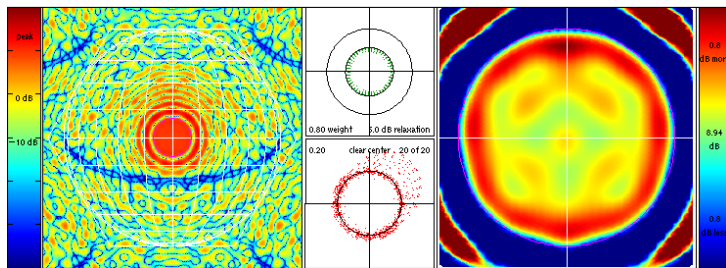 peak
0 dB
-10 dB
0.80 weight 5.0 dB relaxation
0.20 clear center 20 of 20
0.8
dB mor
8.94
dB
0.8
dB les